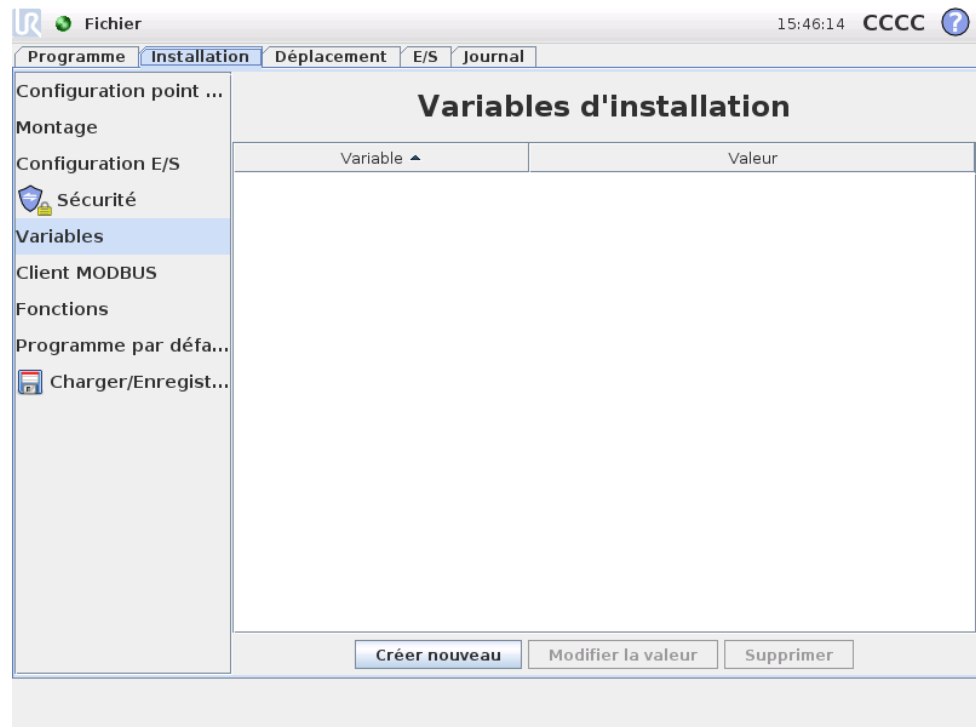 UR Fichier 15:46:14 CCCC ?
Programme Installation Déplacement E/S Journal
Configuration point ...
Montage
Configuration E/S
Sécurité
Variables
Client MODBUS
Fonctions
Programme par défa...
Charger/Enregist...
Variables d'installation
Variable Valeur
Créer nouveau Modifier la valeur Supprimer